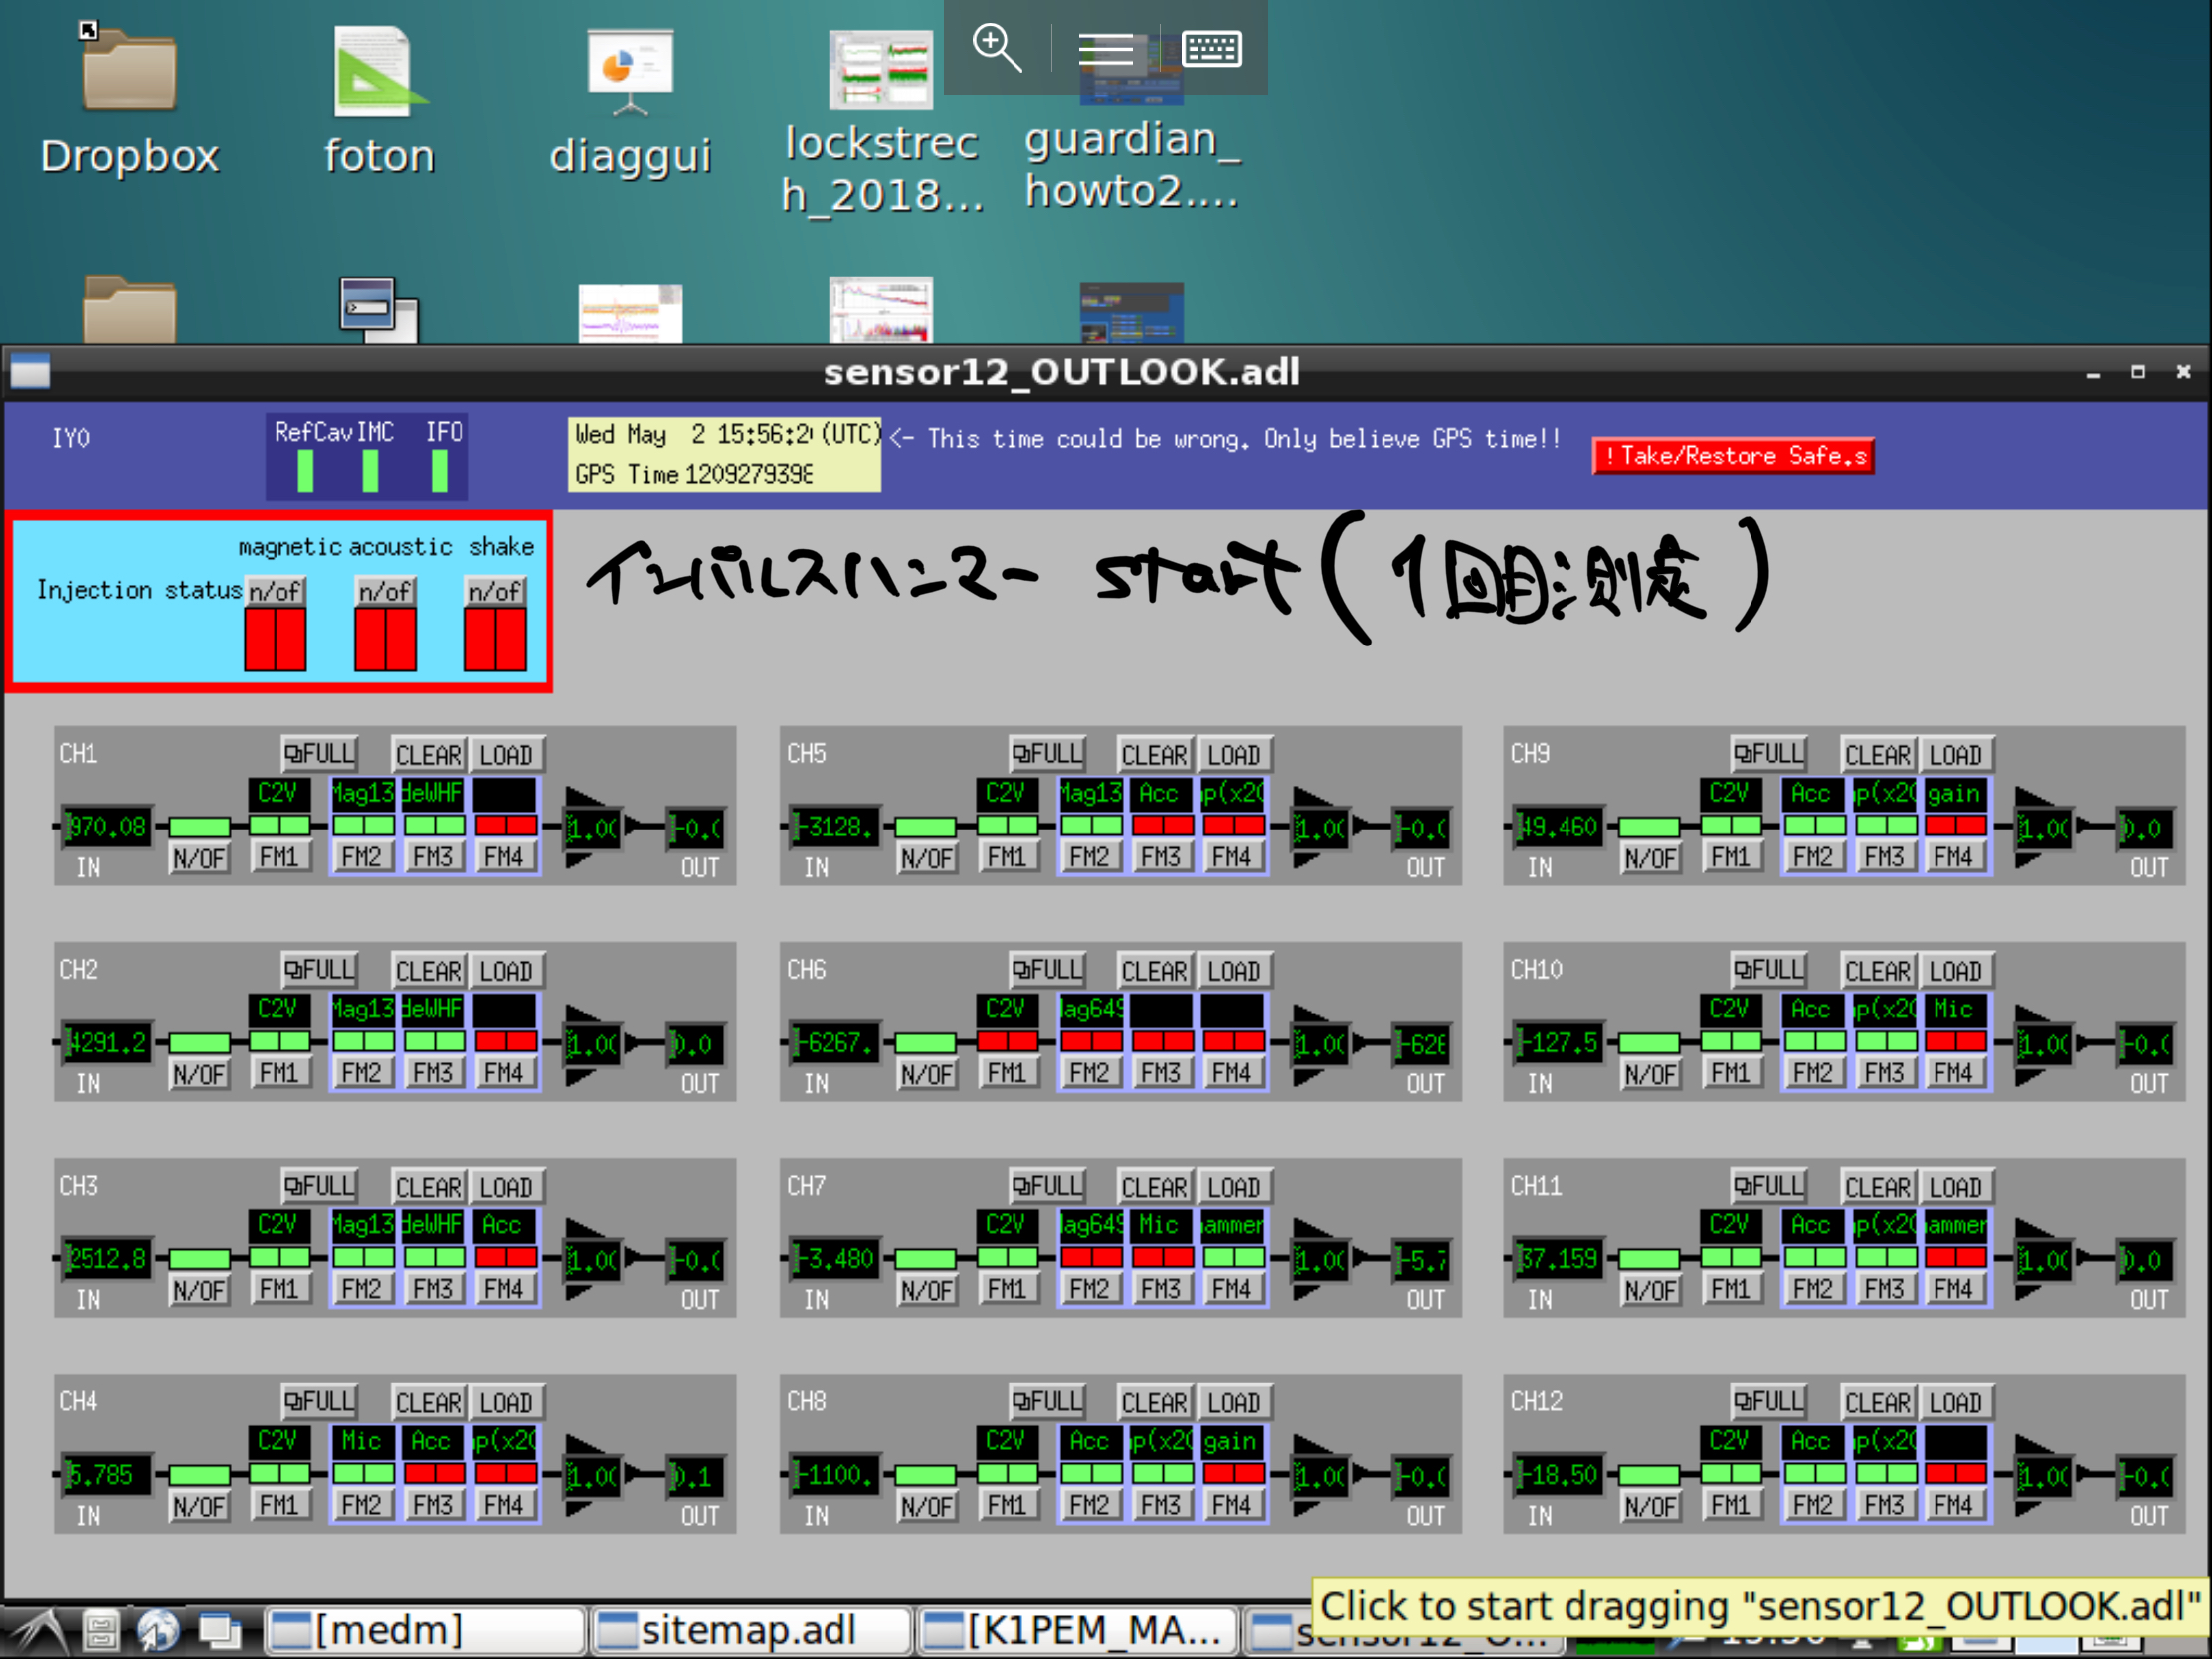 Dropbox
foton
diaggui
lockstrec
h_2018...
guardian_
howto2....
sensor12_OUTLOOK.adl
IY0
RefCav IMC IFO
Wed May 2 15:56:2 (UTC)
<- This time could be wrong. Only believe GPS time!!
GPS Time 1209279398
!Take/Restore Safe.s
magnetic acoustic shake
Injection status n/of n/of n/of
インパルスハンマー start (1回目測定)
CH1 FULL CLEAR LOAD
C2V Mag13 deWHF
970.08 1.0( -0.(
IN N/OF FM1 FM2 FM3 FM4 OUT
CH5 FULL CLEAR LOAD
C2V Mag13 Acc p(x2(
-3128. 1.0( -0.(
IN N/OF FM1 FM2 FM3 FM4 OUT
CH9 FULL CLEAR LOAD
C2V Acc p(x2( gain
49.460 1.0( 0.0
IN N/OF FM1 FM2 FM3 FM4 OUT
CH2 FULL CLEAR LOAD
C2V Mag13 deWHF
4291.2 1.0( 0.0
IN N/OF FM1 FM2 FM3 FM4 OUT
CH6 FULL CLEAR LOAD
C2V lag649
-6267. 1.0( -626
IN N/OF FM1 FM2 FM3 FM4 OUT
CH10 FULL CLEAR LOAD
C2V Acc p(x2( Mic
-127.5 1.0( -0.(
IN N/OF FM1 FM2 FM3 FM4 OUT
CH3 FULL CLEAR LOAD
C2V Mag13 deWHF Acc
2512.8 1.0( -0.(
IN N/OF FM1 FM2 FM3 FM4 OUT
CH7 FULL CLEAR LOAD
C2V lag649 Mic ammer
-3.480 1.0( -5.7
IN N/OF FM1 FM2 FM3 FM4 OUT
CH11 FULL CLEAR LOAD
C2V Acc p(x2( ammer
37.159 1.0( 0.0
IN N/OF FM1 FM2 FM3 FM4 OUT
CH4 FULL CLEAR LOAD
C2V Mic Acc p(x2(
5.785 1.0( 0.1
IN N/OF FM1 FM2 FM3 FM4 OUT
CH8 FULL CLEAR LOAD
C2V Acc p(x2( gain
-1100. 1.0( -0.(
IN N/OF FM1 FM2 FM3 FM4 OUT
CH12 FULL CLEAR LOAD
C2V Acc p(x2(
-18.50 1.0( -0.(
IN N/OF FM1 FM2 FM3 FM4 OUT
Click to start dragging "sensor12_OUTLOOK.adl"
[medm] sitemap.adl [K1PEM_MA...